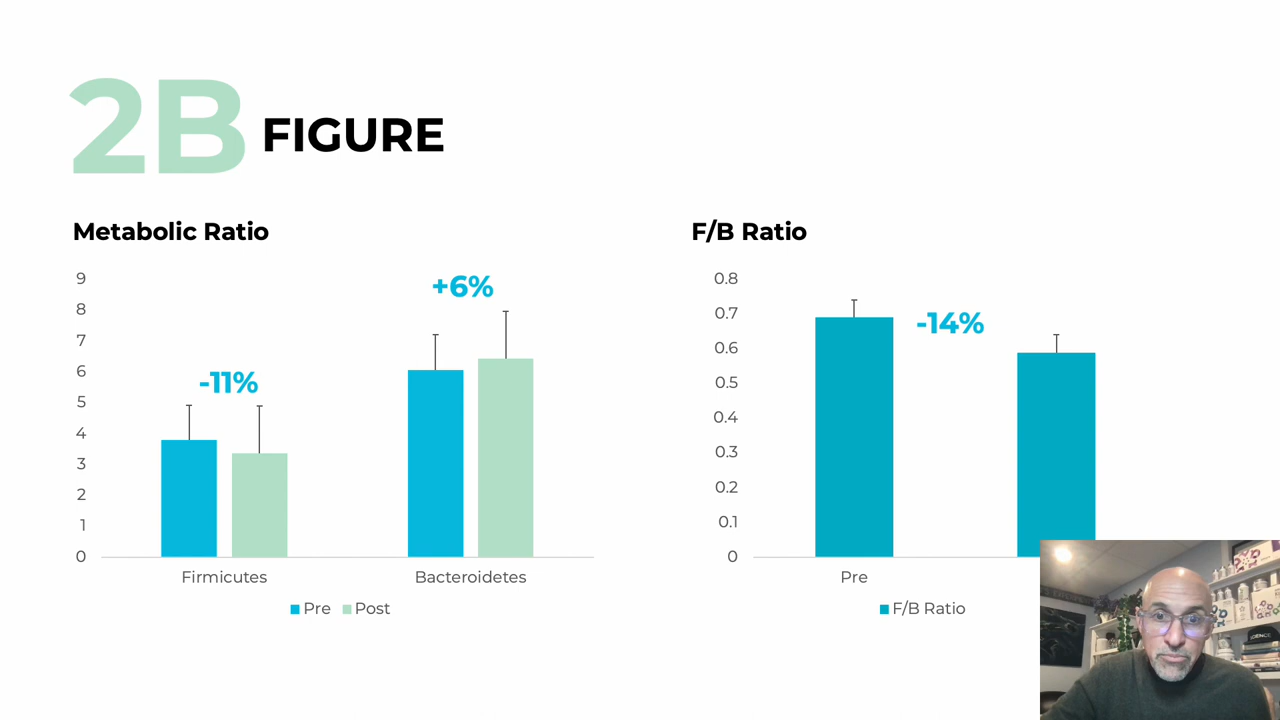 2B FIGURE
Metabolic Ratio
9
8
7
6
5
4
3
2
1
0
-11%
+6%
Firmicutes
Bacteroidetes
Pre
Post
F/B Ratio
0.8
0.7
0.6
0.5
0.4
0.3
0.2
0.1
0
-14%
Pre
F/B Ratio
SCIENCE